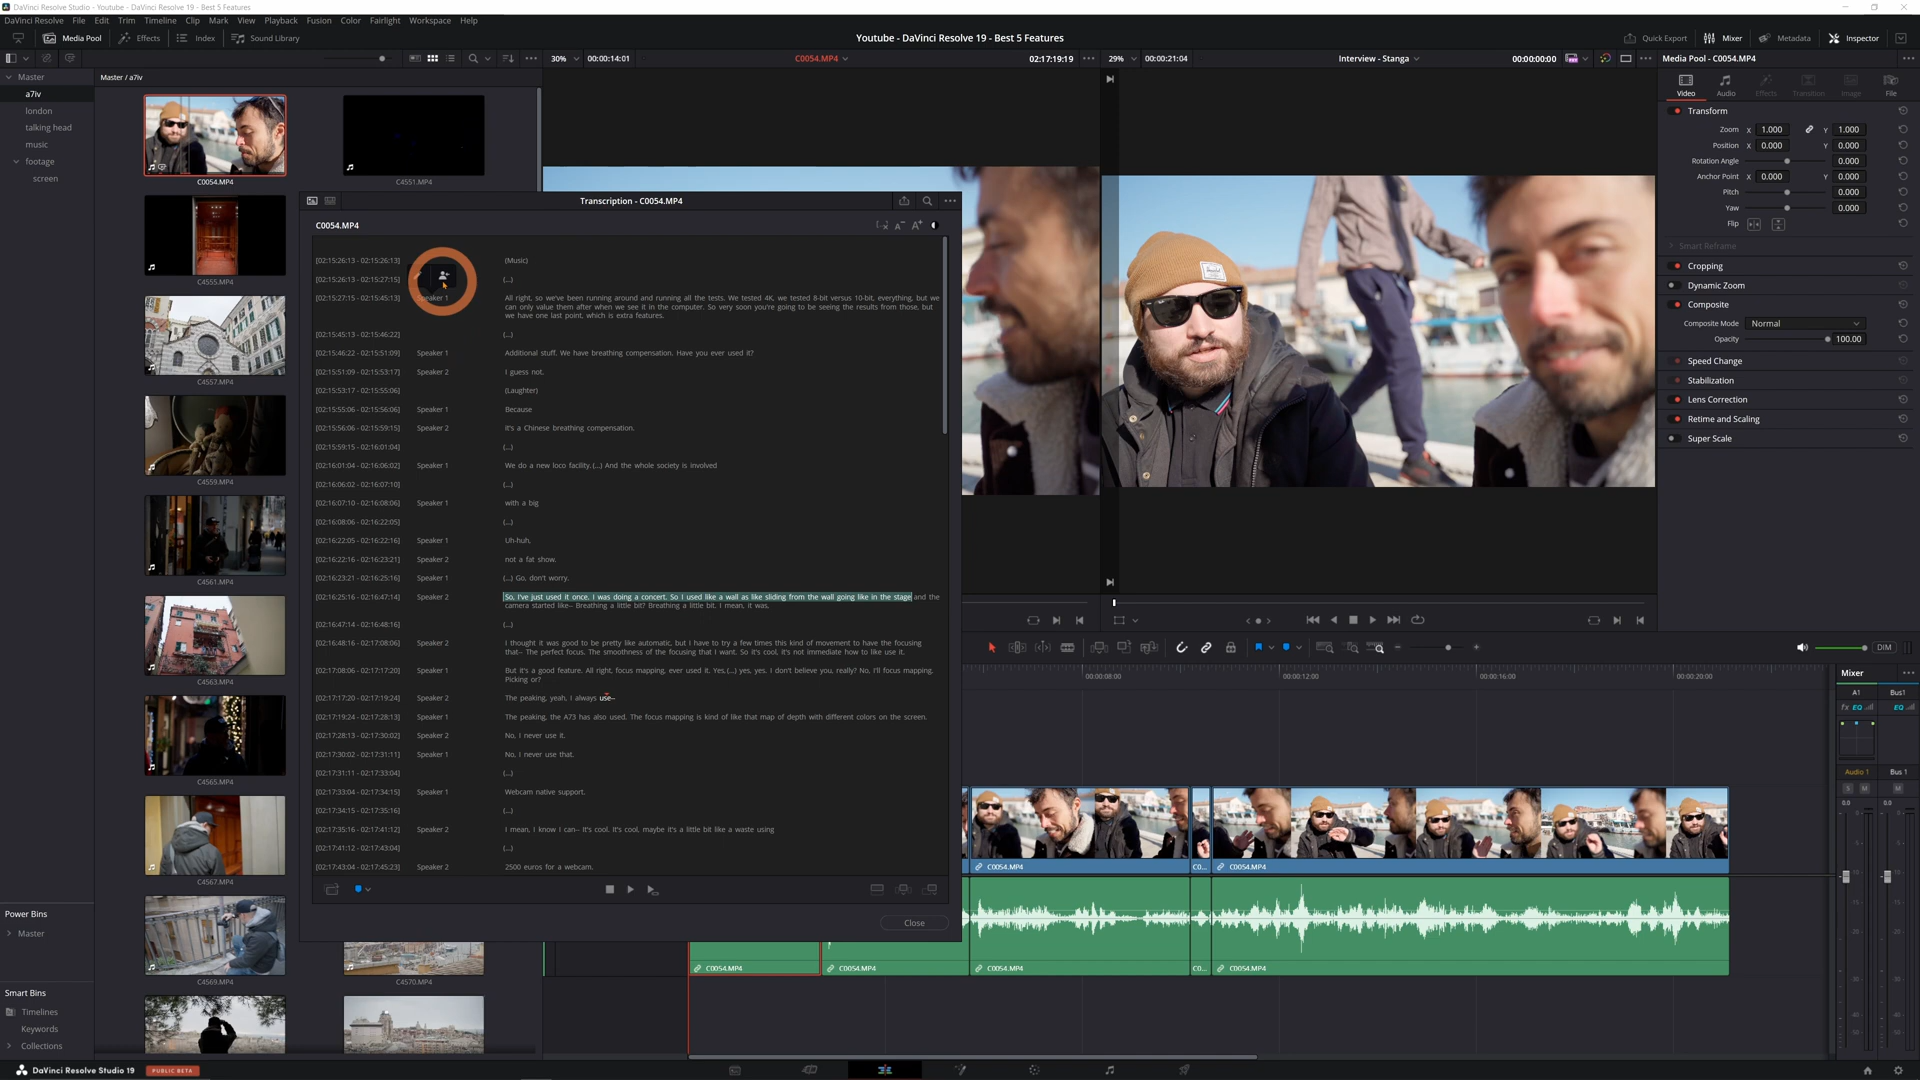 DaVinci Resolve Studio - Youtube - DaVinci Resolve 19 - Best 5 Features
DaVinci Resolve File Edit Trim Timeline Clip Mark View Playback Fusion Color Fairlight Workspace Help
Media Pool Effects Index Sound Library
Youtube - DaVinci Resolve 19 - Best 5 Features
Quick Export Mixer Metadata Inspector
30% 00:00:14:01 C0054.MP4 02:17:19:19
29% 00:00:21:04 Interview - Stanga 00:00:00:00
Media Pool - C0054.MP4
Master
a7iv
london
talking head
music
footage
screen
Master / a7iv
C0054.MP4
C4551.MP4
C4555.MP4
C4557.MP4
C4559.MP4
C4561.MP4
C4563.MP4
C4565.MP4
C4567.MP4
C4569.MP4
C4570.MP4
Power Bins
Master
Smart Bins
Timelines
Keywords
Collections
Transcription - C0054.MP4
C0054.MP4
[02:15:26:13 - 02:15:26:13] (Music)
[02:15:26:13 - 02:15:27:15] (...)
[02:15:27:15 - 02:15:45:13] Speaker 1 All right, so we've been running around and running all the tests. We tested 4K, we tested 8-bit versus 10-bit, everything, but we
can only value them after when we see it in the computer. So very soon you're going to be seeing the results from those, but
we have one last point, which is extra features.
[02:15:45:13 - 02:15:46:22] (...)
[02:15:46:22 - 02:15:51:09] Speaker 1 Additional stuff. We have breathing compensation. Have you ever used it?
[02:15:51:09 - 02:15:53:17] Speaker 2 I guess not.
[02:15:53:17 - 02:15:55:06] (Laughter)
[02:15:55:06 - 02:15:56:06] Speaker 1 Because
[02:15:56:06 - 02:15:59:15] Speaker 2 it's a Chinese breathing compensation.
[02:15:59:15 - 02:16:01:04] (...)
[02:16:01:04 - 02:16:06:02] Speaker 1 We do a new loco facility.(...) And the whole society is involved
[02:16:06:02 - 02:16:07:10] (...)
[02:16:07:10 - 02:16:08:06] Speaker 1 with a big
[02:16:08:06 - 02:16:22:05] (...)
[02:16:22:05 - 02:16:22:16] Speaker 1 Uh-huh,
[02:16:22:16 - 02:16:23:21] Speaker 2 not a fat show.
[02:16:23:21 - 02:16:25:16] Speaker 1 (...) Go, don't worry.
[02:16:25:16 - 02:16:47:14] Speaker 2 So, I've just used it once. I was doing a concert. So I used like a wall as like sliding from the wall going like in the stage and the
camera started like-- Breathing a little bit? Breathing a little bit. I mean, it was.
[02:16:47:14 - 02:16:48:16] (...)
[02:16:48:16 - 02:17:08:06] Speaker 2 I thought it was good to be pretty like automatic, but I have to try a few times this kind of movement to have the focusing
that-- The perfect focus. The smoothness of the focusing that I want. So it's cool, it's not immediate how to like use it.
[02:17:08:06 - 02:17:17:20] Speaker 1 But it's a good feature. All right, focus mapping, ever used it. Yes,(...) yes, yes. I don't believe you, really? No, I'll focus mapping.
Picking or?
[02:17:17:20 - 02:17:19:24] Speaker 2 The peaking, yeah, I always use--
[02:17:19:24 - 02:17:28:13] Speaker 1 The peaking, the A73 has also used. The focus mapping is kind of like that map of depth with different colors on the screen.
[02:17:28:13 - 02:17:30:02] Speaker 2 No, I never use it.
[02:17:30:02 - 02:17:31:11] Speaker 1 No, I never use that.
[02:17:31:11 - 02:17:33:04] (...)
[02:17:33:04 - 02:17:34:15] Speaker 1 Webcam native support.
[02:17:34:15 - 02:17:35:16] (...)
[02:17:35:16 - 02:17:41:12] Speaker 2 I mean, I know I can-- It's cool. It's cool, maybe it's a little bit like a waste using
[02:17:41:12 - 02:17:43:04] (...)
[02:17:43:04 - 02:17:45:23] Speaker 2 2500 euros for a webcam.
Close
Video Audio Effects Transition Image File
Transform
Zoom X 1.000 Y 1.000
Position X 0.000 Y 0.000
Rotation Angle 0.000
Anchor Point X 0.000 Y 0.000
Pitch 0.000
Yaw 0.000
Flip
Smart Reframe
Cropping
Dynamic Zoom
Composite
Composite Mode Normal
Opacity 100.00
Speed Change
Stabilization
Lens Correction
Retime and Scaling
Super Scale
DIM
00:00:08:00 00:00:12:00 00:00:16:00 00:00:20:00
C0054.MP4 C0... C0054.MP4
C0054.MP4 C0054.MP4 C0054.MP4 C0... C0054.MP4
Mixer
A1 Bus1
fx EQ EQ
Audio 1 Bus 1
S M M
0.0 0.0
DaVinci Resolve Studio 19 PUBLIC BETA